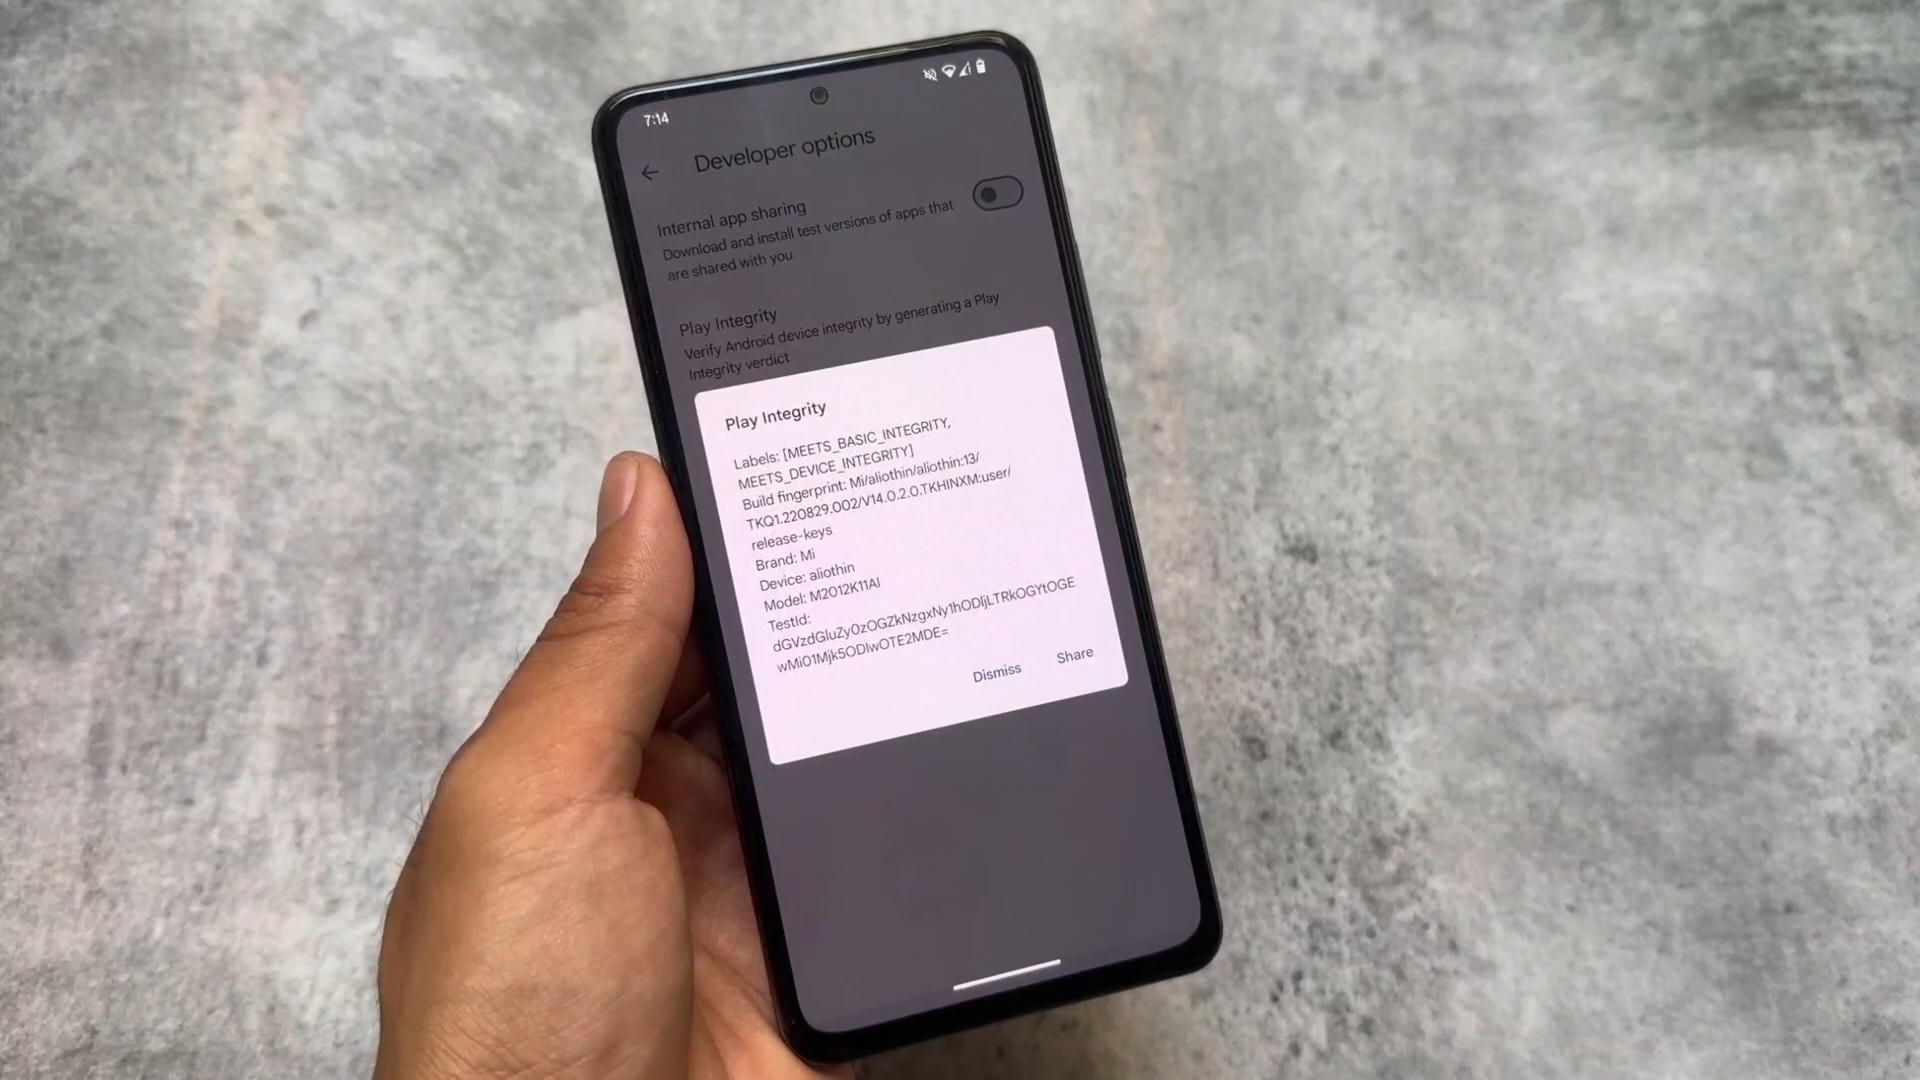 7:14
Developer options
Internal app sharing
Download and install test versions of apps that
are shared with you
Play Integrity
Verify Android device integrity by generating a Play
Integrity verdict
Play Integrity
Labels: [MEETS_BASIC_INTEGRITY,
MEETS_DEVICE_INTEGRITY]
Build fingerprint: Mi/aliothin/aliothin:13/
TKQ1.220829.002/V14.0.2.0.TKHINXM:user/
release-keys
Brand: Mi
Device: aliothin
Model: M2012K11AI
TestId:
dGVzdGluZy0zOGZkNzgxNy1hODljLTRkOGYtOGE
wMi01Mjk5ODIwOTE2MDE=
Dismiss
Share